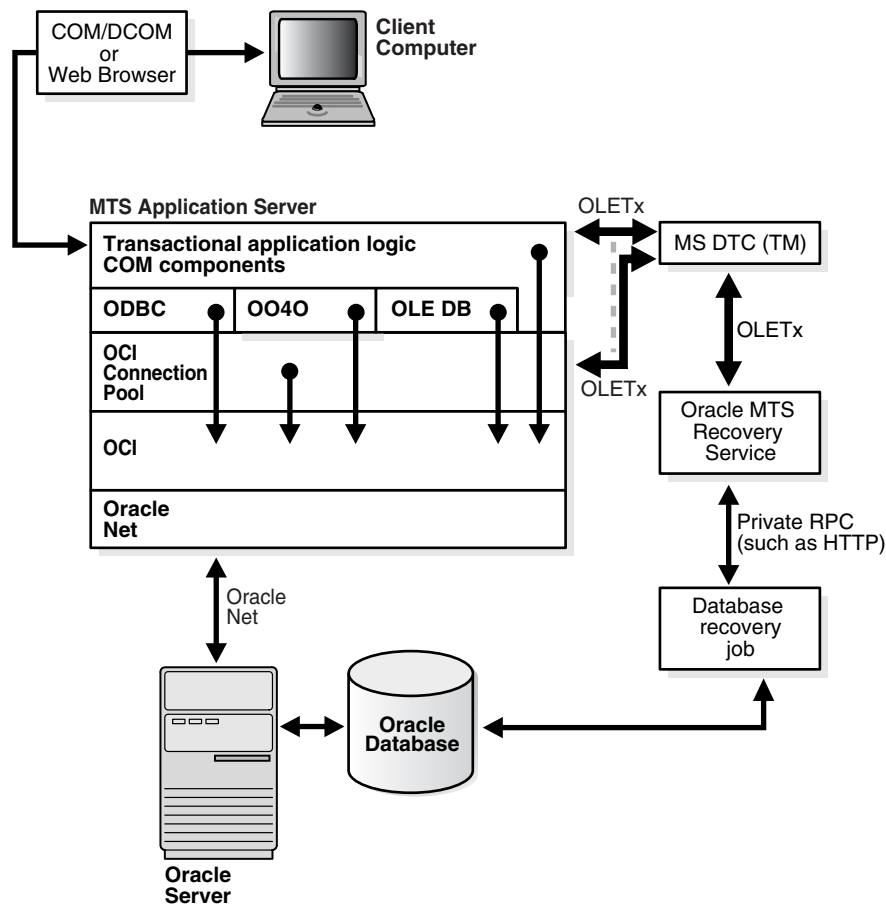 COM/DCOM
or
Web Browser
Client
Computer
MTS Application Server
OLETx
Transactional application logic
COM components
MS DTC (TM)
ODBC
OO4O
OLE DB
OLETx
OCI
Connection
Pool
OLETx
Oracle MTS
Recovery
Service
OCI
Oracle
Net
Private RPC
(such as HTTP)
Oracle
Net
Database
recovery
job
Oracle
Database
Oracle
Server